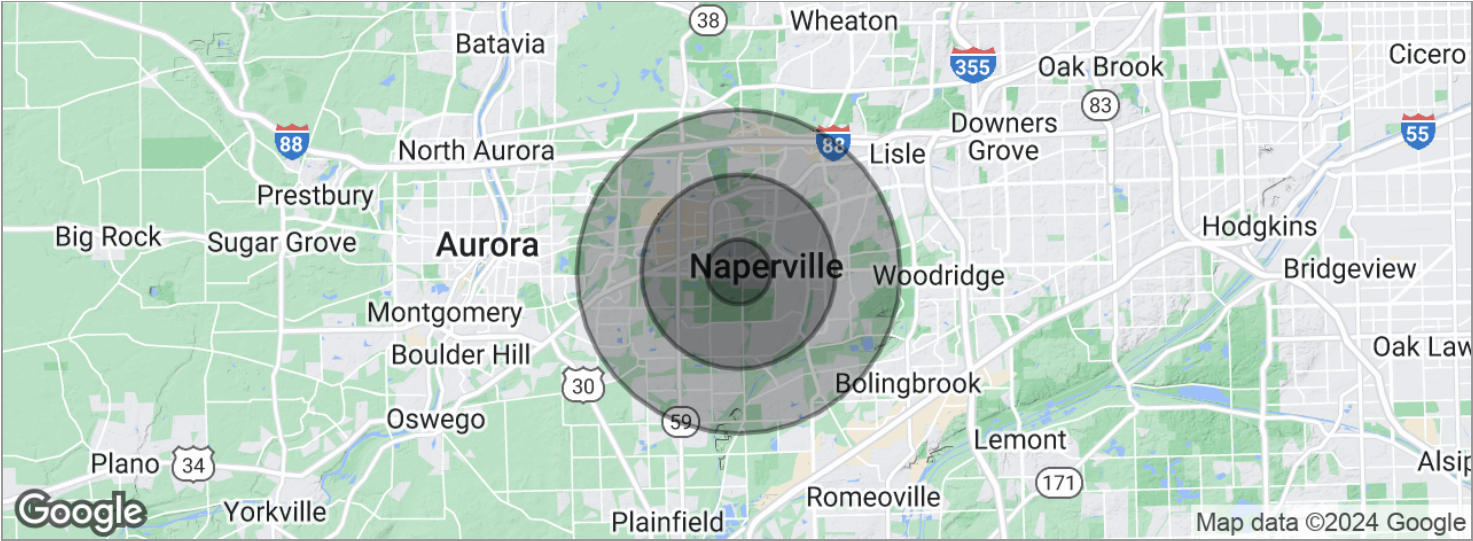 38
Wheaton
Batavia
355
Oak Brook
Cicero
83
Downers
Grove
55
88
North Aurora
88
Lisle
Prestbury
Big Rock
Sugar Grove
Aurora
Hodgkins
Naperville
Woodridge
Bridgeview
Montgomery
Boulder Hill
Oak Law
30
Bolingbrook
Oswego
59
Lemont
Plano
34
Alsip
171
Romeoville
Google
Yorkville
Plainfield
Map data ©2024 Google